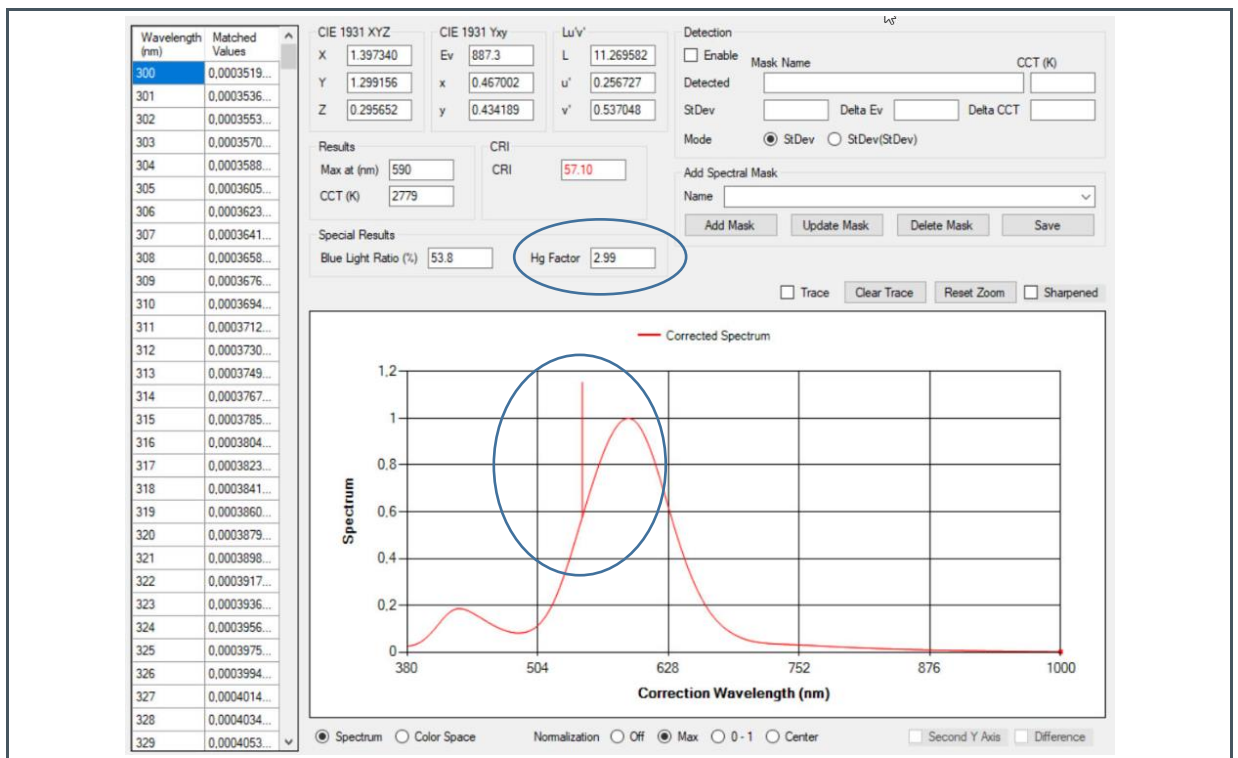 Wavelength (nm) Matched Values
300 0,0003519...
301 0,0003536...
302 0,0003553...
303 0,0003570...
304 0,0003588...
305 0,0003605...
306 0,0003623...
307 0,0003641...
308 0,0003658...
309 0,0003676...
310 0,0003694...
311 0,0003712...
312 0,0003730...
313 0,0003749...
314 0,0003767...
315 0,0003785...
316 0,0003804...
317 0,0003823...
318 0,0003841...
319 0,0003860...
320 0,0003879...
321 0,0003898...
322 0,0003917...
323 0,0003936...
324 0,0003956...
325 0,0003975...
326 0,0003994...
327 0,0004014...
328 0,0004034...
329 0,0004053...
CIE 1931 XYZ
X 1.397340
Y 1.299156
Z 0.295652
CIE 1931 Yxy
Ev 887.3
x 0.467002
y 0.434189
Lu'v'
L 11.269582
u' 0.256727
v' 0.537048
Results
Max at (nm) 590
CCT (K) 2779
CRI
CRI 57.10
Special Results
Blue Light Ratio (%) 53.8 Hg Factor 2.99
Detection
Enable Mask Name CCT (K)
Detected
StDev Delta Ev Delta CCT
Mode StDev StDev(StDev)
Add Spectral Mask
Name
Add Mask Update Mask Delete Mask Save
Trace Clear Trace Reset Zoom Sharpened
Corrected Spectrum
Spectrum
1,2
1
0,8
0,6
0,4
0,2
0
380 504 628 752 876 1000
Correction Wavelength (nm)
Spectrum Color Space Normalization Off Max 0 - 1 Center Second Y Axis Difference